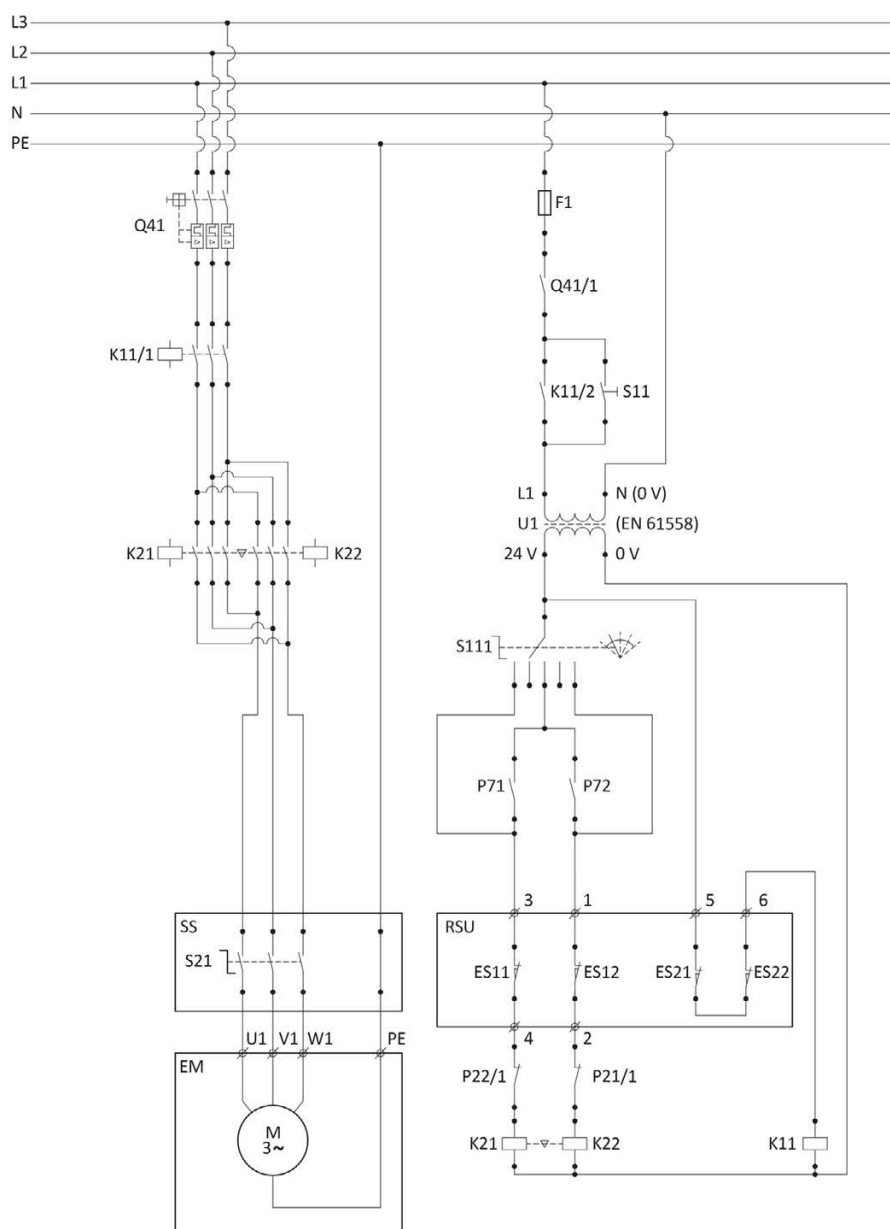 L3
L2
L1
N
PE
F1
Q41
Q41/1
K11/1
K11/2 S11
L1 N (0 V)
U1 (EN 61558)
K21 K22
24 V 0 V
S111
P71 P72
3 1 5 6
SS RSU
S21
ES11 ES12 ES21 ES22
4 2
U1 V1 W1 PE
EM
P22/1 P21/1
M
3~
K21 K22 K11